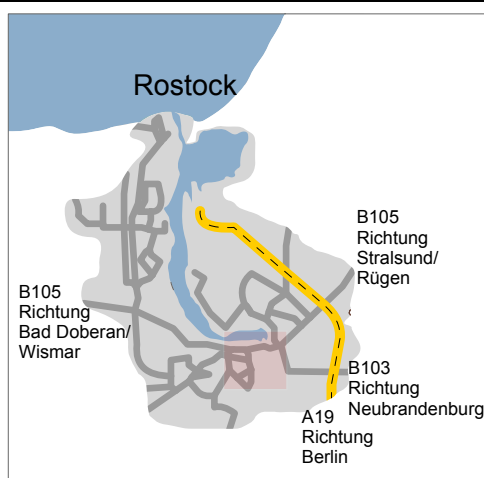 Rostock
B105
Richtung
Stralsund/
Rügen
B105
Richtung
Bad Doberan/
Wismar
B103
Richtung
Neubrandenburg
A19
Richtung
Berlin